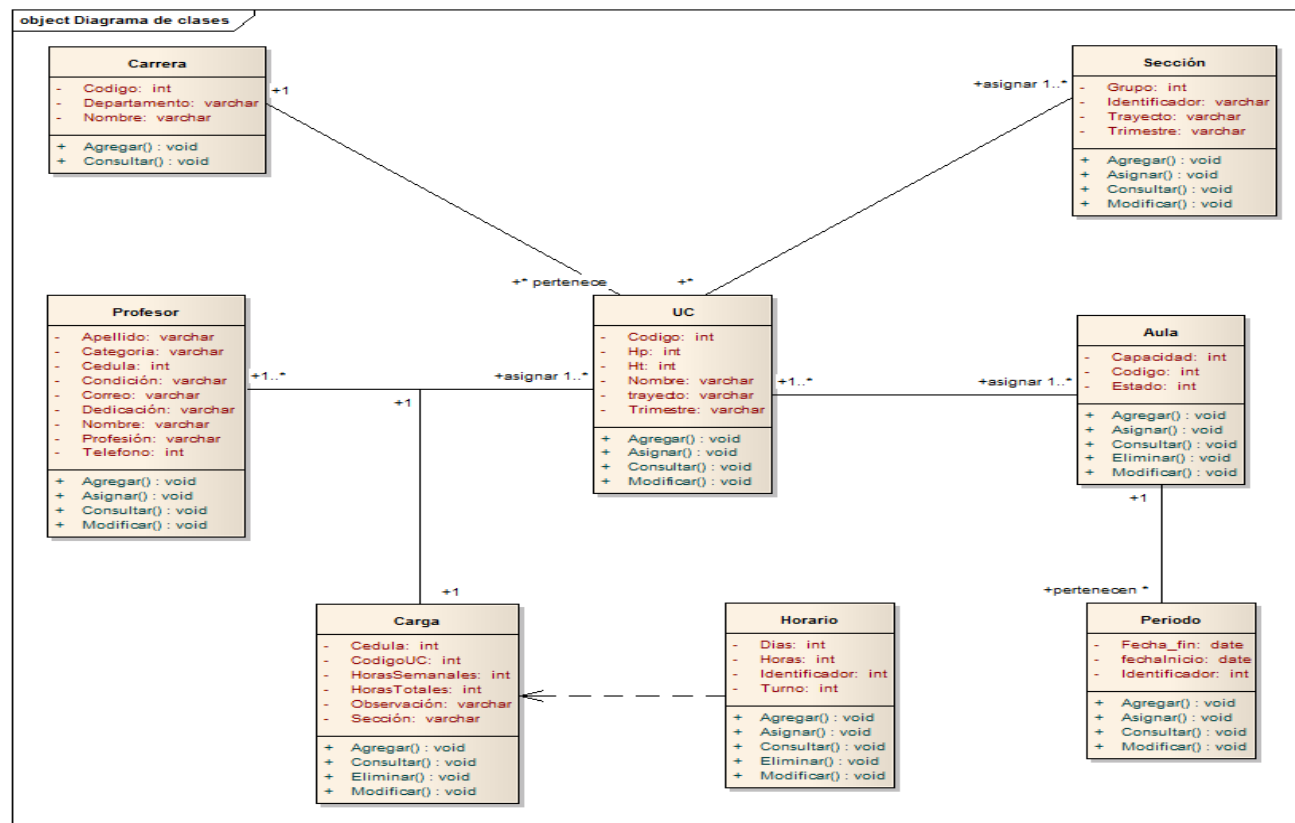 object Diagrama de clases
Carrera
- Codigo: int
- Departamento: varchar
- Nombre: varchar
+ Agregar() : void
+ Consultar() : void
+1
+asignar 1..*
Sección
- Grupo: int
- Identificador: varchar
- Trayecto: varchar
- Trimestre: varchar
+ Agregar() : void
+ Asignar() : void
+ Consultar() : void
+ Modificar() : void
+* pertenece
+*
Profesor
- Apellido: varchar
- Categoria: varchar
- Cedula: int
- Condición: varchar
- Correo: varchar
- Dedicación: varchar
- Nombre: varchar
- Profesión: varchar
- Telefono: int
+ Agregar() : void
+ Asignar() : void
+ Consultar() : void
+ Modificar() : void
+1..*
+1
+asignar 1..*
UC
- Codigo: int
- Hp: int
- Ht: int
- Nombre: varchar
- trayecto: varchar
- Trimestre: varchar
+ Agregar() : void
+ Asignar() : void
+ Consultar() : void
+ Modificar() : void
+1..*
+asignar 1..*
Aula
- Capacidad: int
- Codigo: int
- Estado: int
+ Agregar() : void
+ Asignar() : void
+ Consultar() : void
+ Eliminar() : void
+ Modificar() : void
+1
+pertenecen *
+1
Carga
- Cedula: int
- CodigoUC: int
- HorasSemanales: int
- HorasTotales: int
- Observación: varchar
- Sección: varchar
+ Agregar() : void
+ Consultar() : void
+ Eliminar() : void
+ Modificar() : void
Horario
- Dias: int
- Horas: int
- Identificador: int
- Turno: int
+ Agregar() : void
+ Asignar() : void
+ Consultar() : void
+ Eliminar() : void
+ Modificar() : void
Periodo
- Fecha_fin: date
- fechaInicio: date
- Identificador: int
+ Agregar() : void
+ Asignar() : void
+ Consultar() : void
+ Modificar() : void